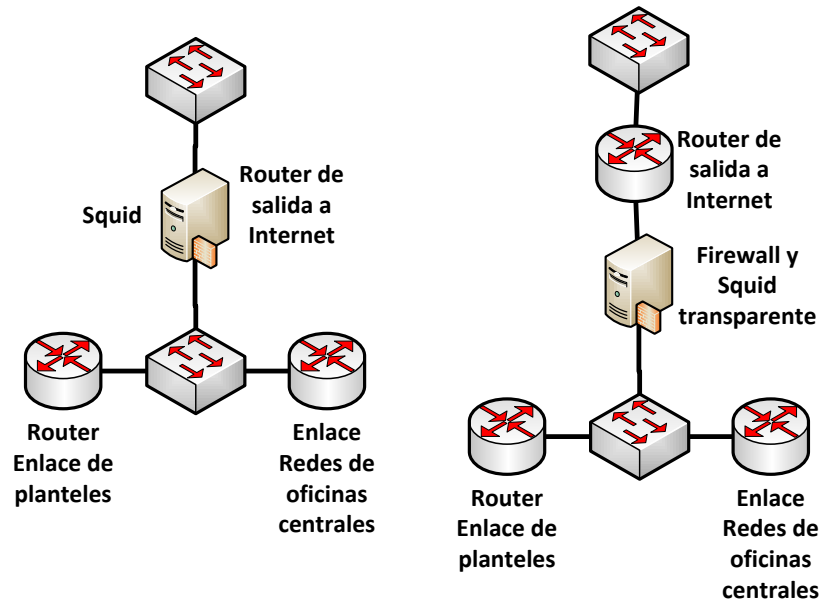 Squid
Router de
salida a
Internet
Router
Enlace de
planteles
Enlace
Redes de
oficinas
centrales
Router de
salida a
Internet
Firewall y
Squid
transparente
Router
Enlace de
planteles
Enlace
Redes de
oficinas
centrales